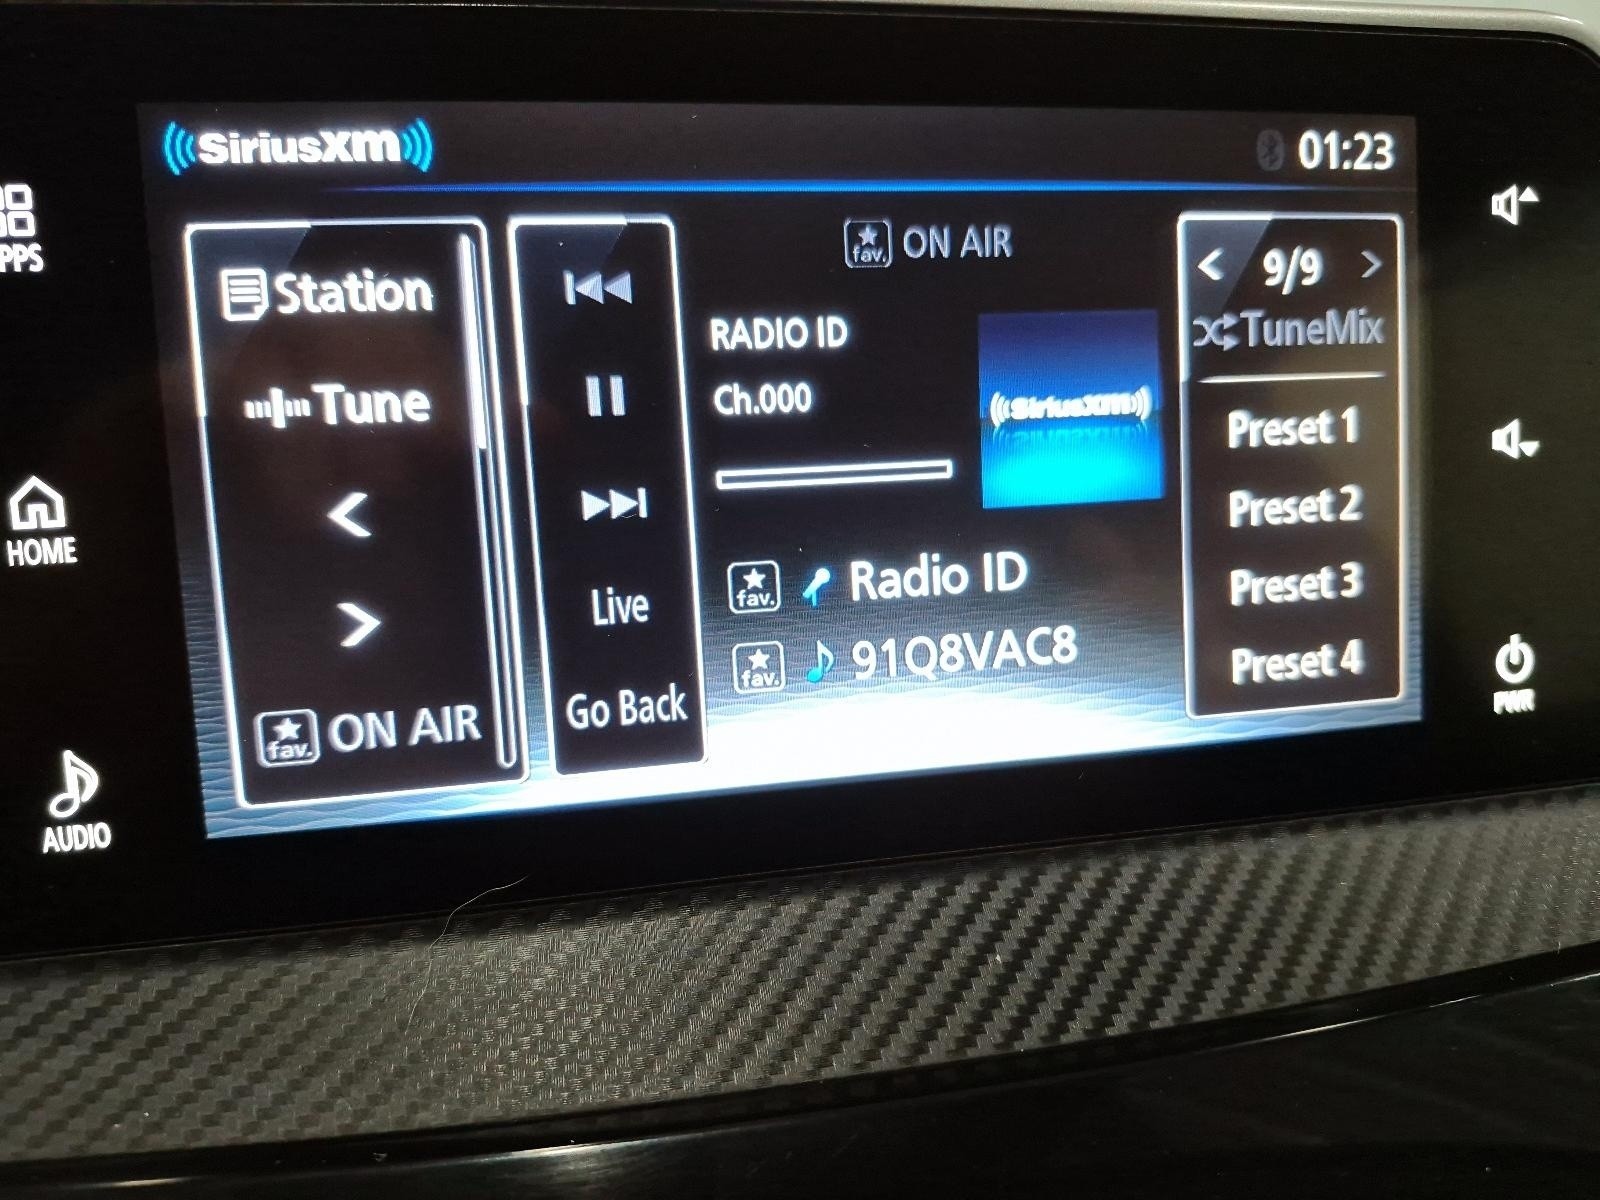 SiriusXM
01:23
PPS
HOME
AUDIO
Station
Tune
fav. ON AIR
Live
Go Back
fav. ON AIR
RADIO ID
Ch.000
SiriusXM
fav. Radio ID
fav. 91Q8VAC8
9/9
TuneMix
Preset 1
Preset 2
Preset 3
Preset 4
PWR